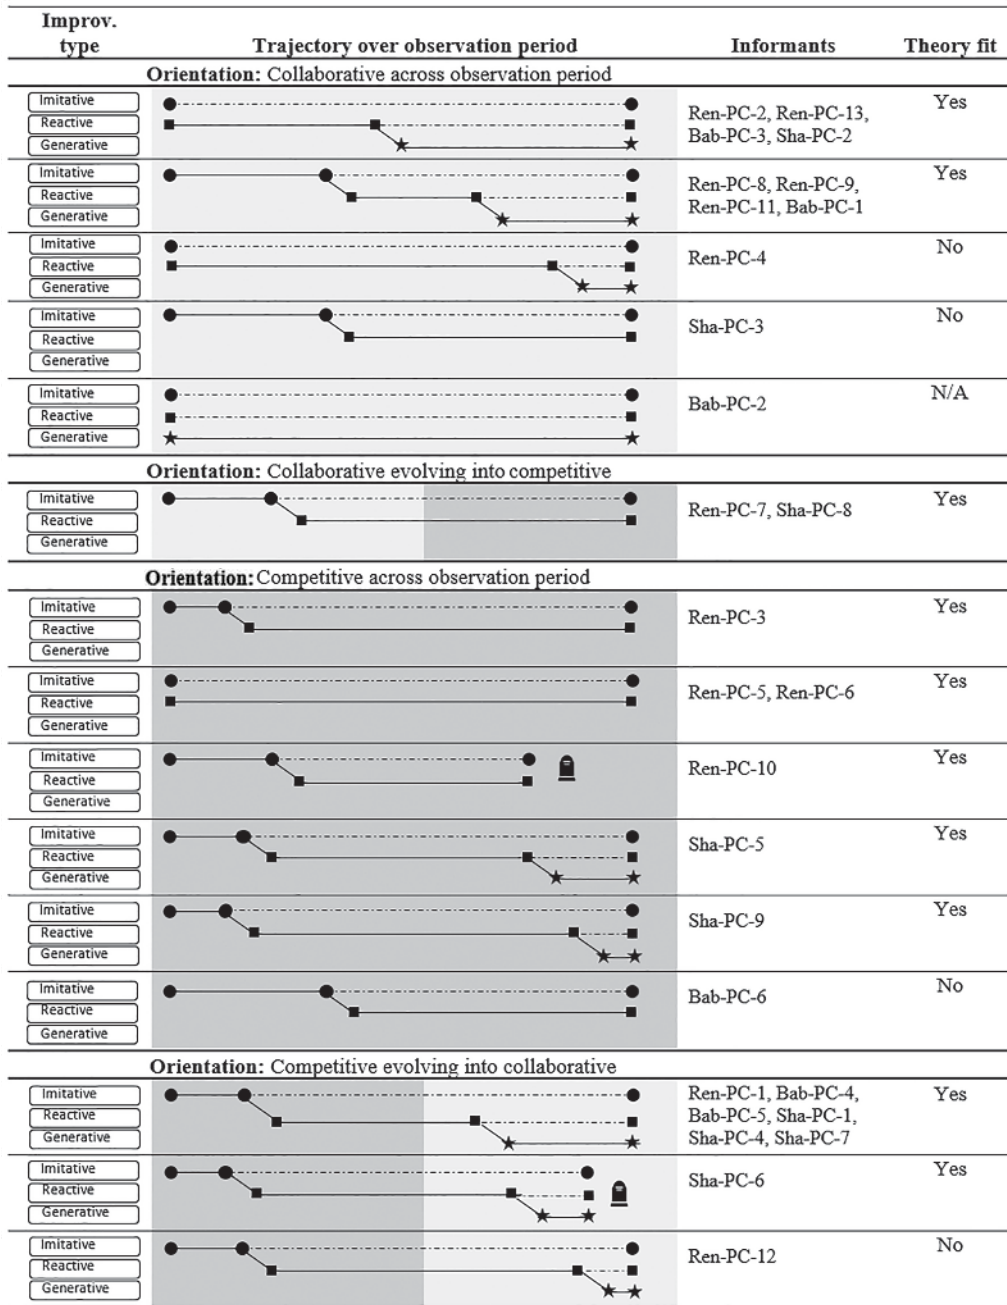 Improv.
type Trajectory over observation period Informants Theory fit
Orientation: Collaborative across observation period
Imitative Yes
Reactive Ren-PC-2, Ren-PC-13,
Generative Bab-PC-3, Sha-PC-2
Imitative Yes
Reactive Ren-PC-8, Ren-PC-9,
Generative Ren-PC-11, Bab-PC-1
Imitative No
Reactive Ren-PC-4
Generative
Imitative No
Reactive Sha-PC-3
Generative
Imitative N/A
Reactive Bab-PC-2
Generative
Orientation: Collaborative evolving into competitive
Imitative Yes
Reactive Ren-PC-7, Sha-PC-8
Generative
Orientation: Competitive across observation period
Imitative Yes
Reactive Ren-PC-3
Generative
Imitative Yes
Reactive Ren-PC-5, Ren-PC-6
Generative
Imitative Yes
Reactive Ren-PC-10
Generative
Imitative Yes
Reactive Sha-PC-5
Generative
Imitative Yes
Reactive Sha-PC-9
Generative
Imitative No
Reactive Bab-PC-6
Generative
Orientation: Competitive evolving into collaborative
Imitative Ren-PC-1, Bab-PC-4, Yes
Reactive Bab-PC-5, Sha-PC-1,
Generative Sha-PC-4, Sha-PC-7
Imitative Yes
Reactive Sha-PC-6
Generative
Imitative No
Reactive Ren-PC-12
Generative